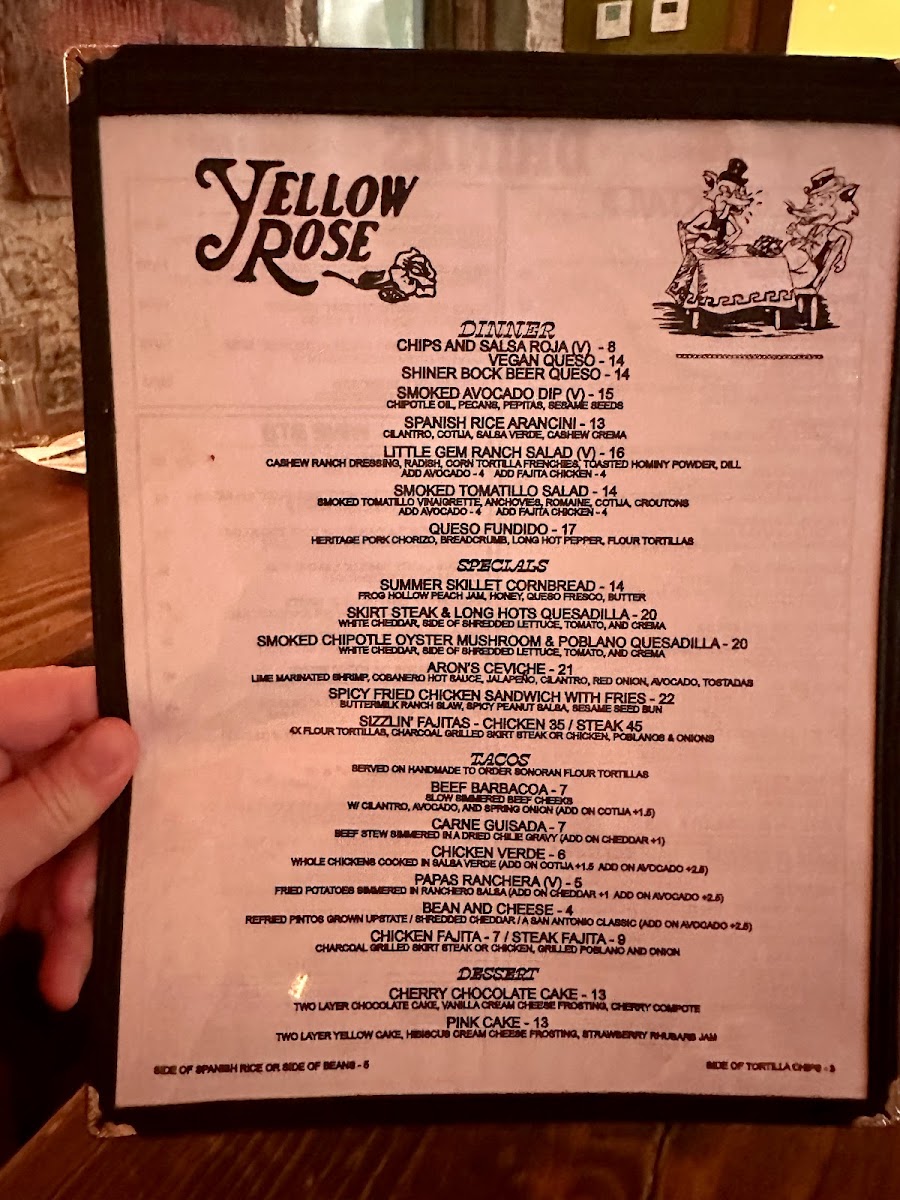 YELLOW
ROSE
DINNER
CHIPS AND SALSA ROJA (V) - 8
VEGAN QUESO - 14
SHINER BOCK BEER QUESO - 14
SMOKED AVOCADO DIP (V) - 15
CHIPOTLE OIL, PECANS, PEPITAS, SESAME SEEDS
SPANISH RICE ARANCINI - 13
CILANTRO, COTIJA, SALSA VERDE, CASHEW CREMA
LITTLE GEM RANCH SALAD (V) - 16
CASHEW RANCH DRESSING, RADISH, CORN TORTILLA FRENCHIES, TOASTED HOMINY POWDER, DILL
ADD AVOCADO - 4 ADD FAJITA CHICKEN - 4
SMOKED TOMATILLO SALAD - 14
SMOKED TOMATILLO VINAIGRETTE, ANCHOVIES, ROMAINE, COTIJA, CROUTONS
ADD AVOCADO - 4 ADD FAJITA CHICKEN - 4
QUESO FUNDIDO - 17
HERITAGE PORK CHORIZO, BREADCRUMB, LONG HOT PEPPER, FLOUR TORTILLAS
SPECIALS
SUMMER SKILLET CORNBREAD - 14
FROG HOLLOW PEACH JAM, HONEY, QUESO FRESCO, BUTTER
SKIRT STEAK & LONG HOTS QUESADILLA - 20
WHITE CHEDDAR, SIDE OF SHREDDED LETTUCE, TOMATO, AND CREMA
SMOKED CHIPOTLE OYSTER MUSHROOM & POBLANO QUESADILLA - 20
WHITE CHEDDAR, SIDE OF SHREDDED LETTUCE, TOMATO, AND CREMA
ARON'S CEVICHE - 21
LIME MARINATED SHRIMP, COBANERO HOT SAUCE, JALAPEÑO, CILANTRO, RED ONION, AVOCADO, TOSTADAS
SPICY FRIED CHICKEN SANDWICH WITH FRIES - 22
BUTTERMILK RANCH SLAW, SPICY PEANUT SALSA, SESAME SEED BUN
SIZZLIN' FAJITAS - CHICKEN 35 / STEAK 45
4X FLOUR TORTILLAS, CHARCOAL GRILLED SKIRT STEAK OR CHICKEN, POBLANOS & ONIONS
TACOS
SERVED ON HANDMADE TO ORDER SONORAN FLOUR TORTILLAS
BEEF BARBACOA - 7
SLOW SIMMERED BEEF CHEEKS
W/ CILANTRO, AVOCADO, AND SPRING ONION (ADD ON COTIJA +1.5)
CARNE GUISADA - 7
BEEF STEW SIMMERED IN A DRIED CHILIE GRAVY (ADD ON CHEDDAR +1)
CHICKEN VERDE - 6
WHOLE CHICKENS COOKED IN SALSA VERDE (ADD ON COTIJA +1.5 ADD ON AVOCADO +2.5)
PAPAS RANCHERA (V) - 5
FRIED POTATOES SIMMERED IN RANCHERO SALSA (ADD ON CHEDDAR +1 ADD ON AVOCADO +2.5)
BEAN AND CHEESE - 4
REFRIED PINTOS GROWN UPSTATE / SHREDDED CHEDDAR / A SAN ANTONIO CLASSIC (ADD ON AVOCADO +2.5)
CHICKEN FAJITA - 7 / STEAK FAJITA - 9
CHARCOAL GRILLED SKIRT STEAK OR CHICKEN, GRILLED POBLANO AND ONION
DESSERT
CHERRY CHOCOLATE CAKE - 13
TWO LAYER CHOCOLATE CAKE, VANILLA CREAM CHEESE FROSTING, CHERRY COMPOTE
PINK CAKE - 13
TWO LAYER YELLOW CAKE, HIBISCUS CREAM CHEESE FROSTING, STRAWBERRY RHUBARB JAM
SIDE OF SPANISH RICE OR SIDE OF BEANS - 5
SIDE OF TORTILLA CHIPS - 3